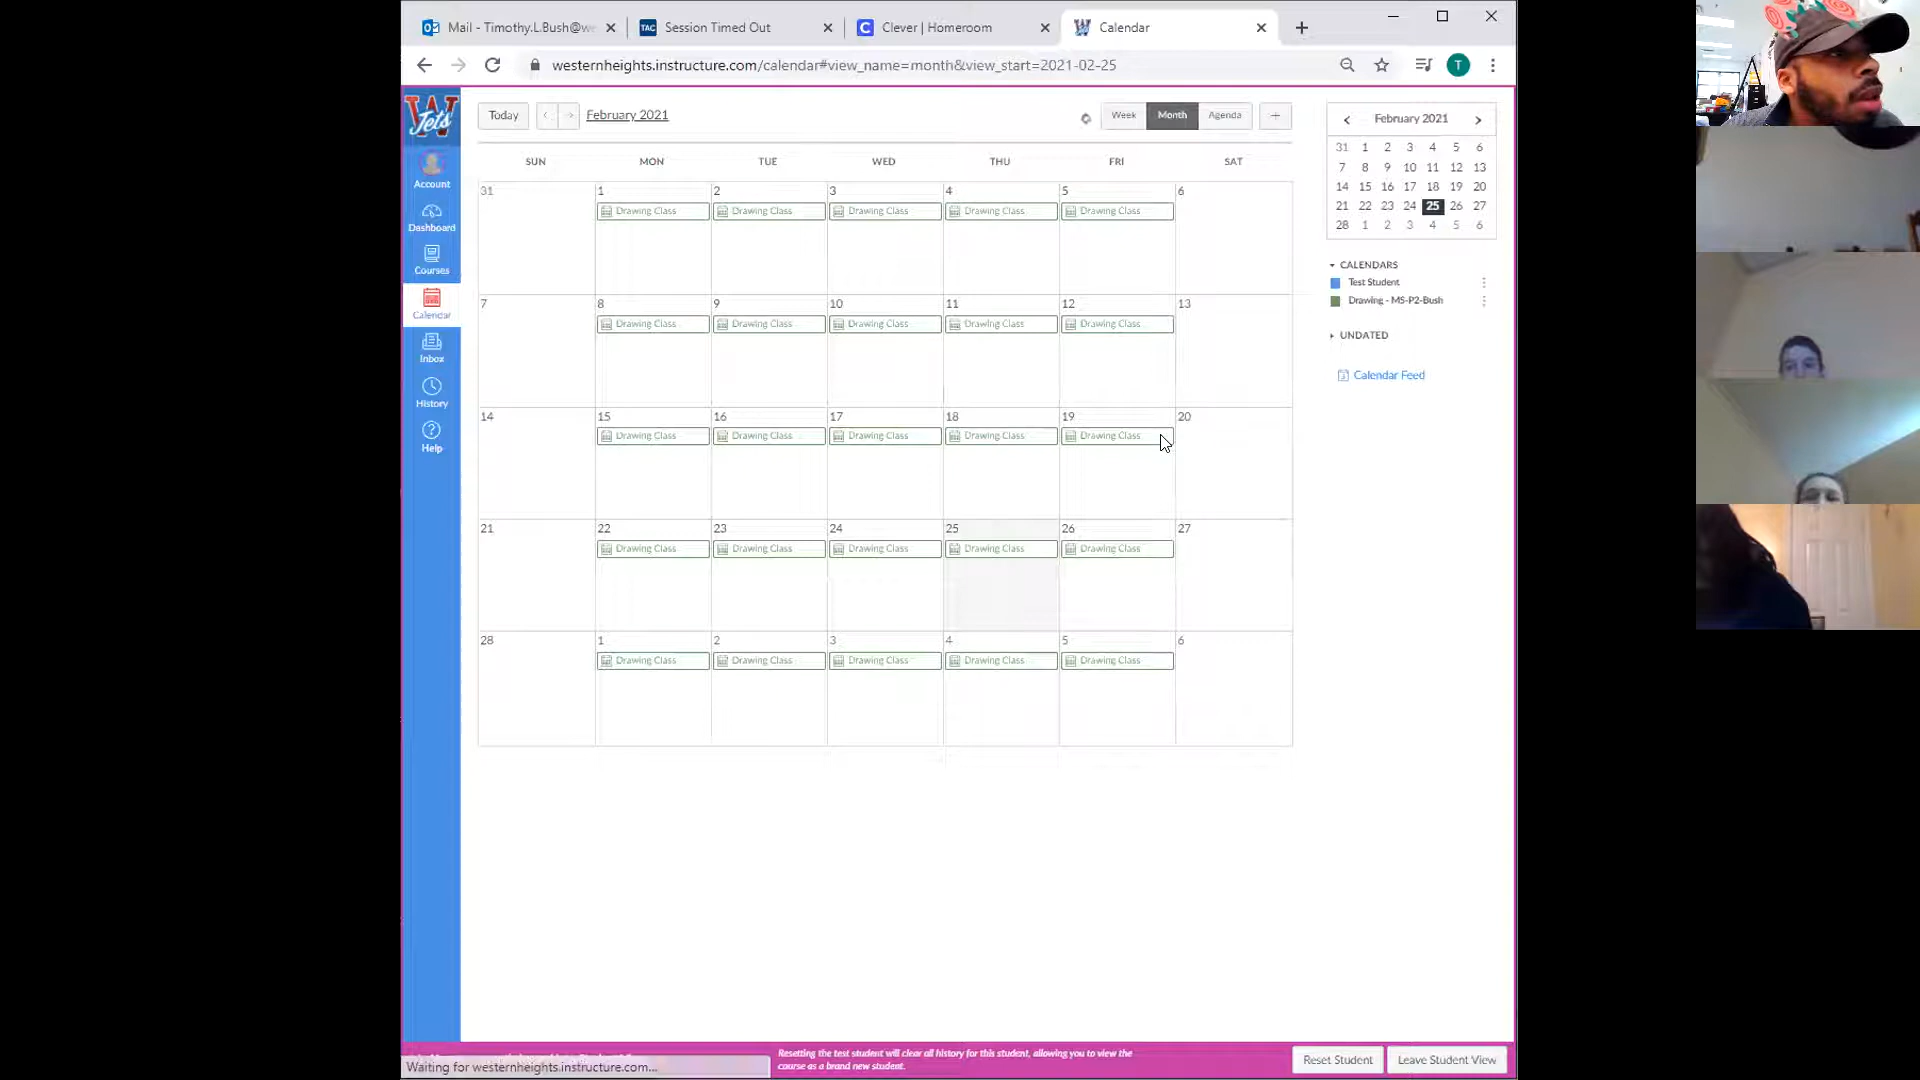 Mail - Timothy.L.Bush@we
Session Timed Out
Clever | Homeroom
Calendar
westernheights.instructure.com/calendar#view_name=month&view_start=2021-02-25
T
W
Jets
Account
Dashboard
Courses
Calendar
Inbox
History
Help
Today
February 2021
Week
Month
Agenda
SUN MON TUE WED THU FRI SAT
31 1 2 3 4 5 6
Drawing Class Drawing Class Drawing Class Drawing Class Drawing Class
7 8 9 10 11 12 13
Drawing Class Drawing Class Drawing Class Drawing Class Drawing Class
14 15 16 17 18 19 20
Drawing Class Drawing Class Drawing Class Drawing Class Drawing Class
21 22 23 24 25 26 27
Drawing Class Drawing Class Drawing Class Drawing Class Drawing Class
28 1 2 3 4 5 6
Drawing Class Drawing Class Drawing Class Drawing Class Drawing Class
February 2021
31 1 2 3 4 5 6
7 8 9 10 11 12 13
14 15 16 17 18 19 20
21 22 23 24 25 26 27
28 1 2 3 4 5 6
CALENDARS
Test Student
Drawing - MS-P2-Bush
UNDATED
Calendar Feed
Waiting for westernheights.instructure.com...
Resetting the test student will clear all history for this student, allowing you to view the
course as a brand new student.
Reset Student
Leave Student View